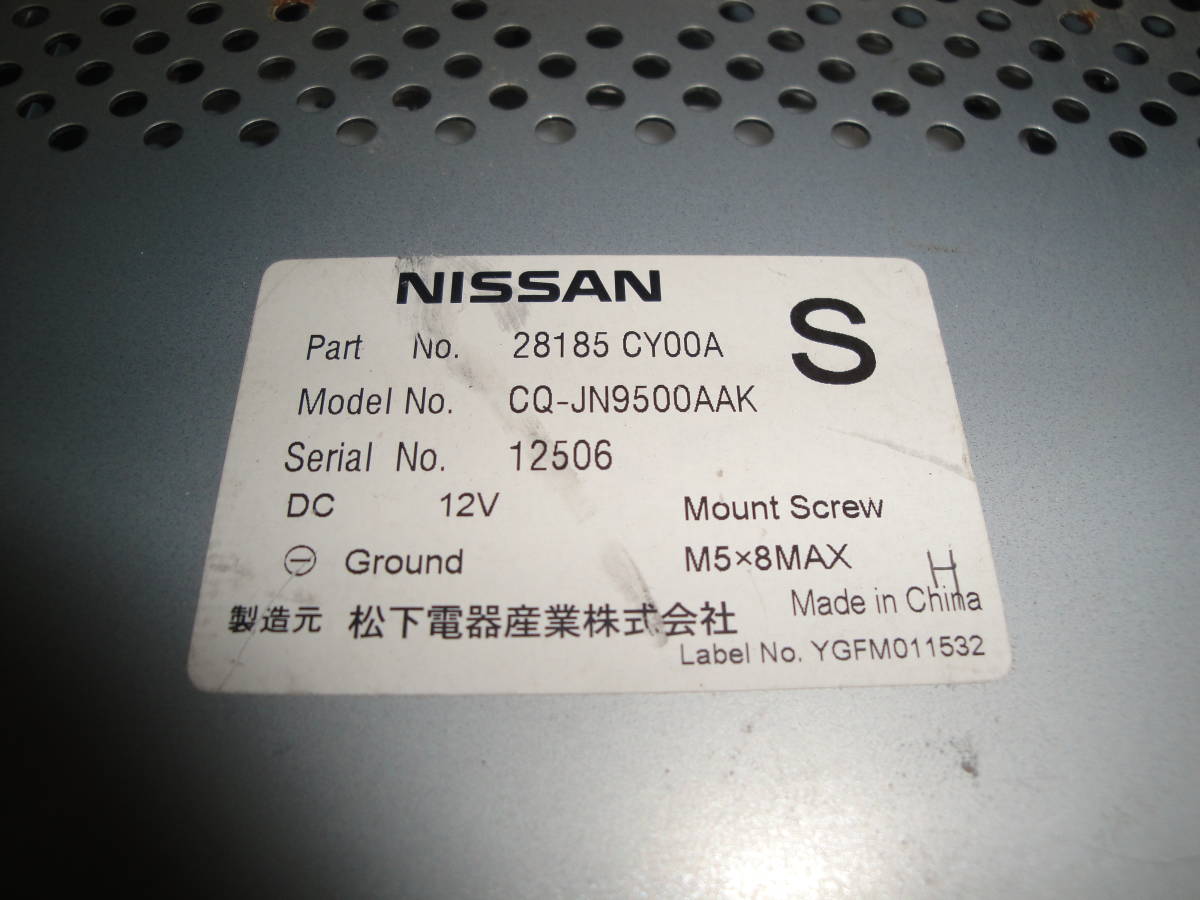 NISSAN
S
Part No. 28185 CY00A
Model No. CQ-JN9500AAK
Serial No. 12506
DC 12V Mount Screw
⊖ Ground M5×8MAX
H
Made in China
製造元 松下電器産業株式会社
Label No. YGFM011532